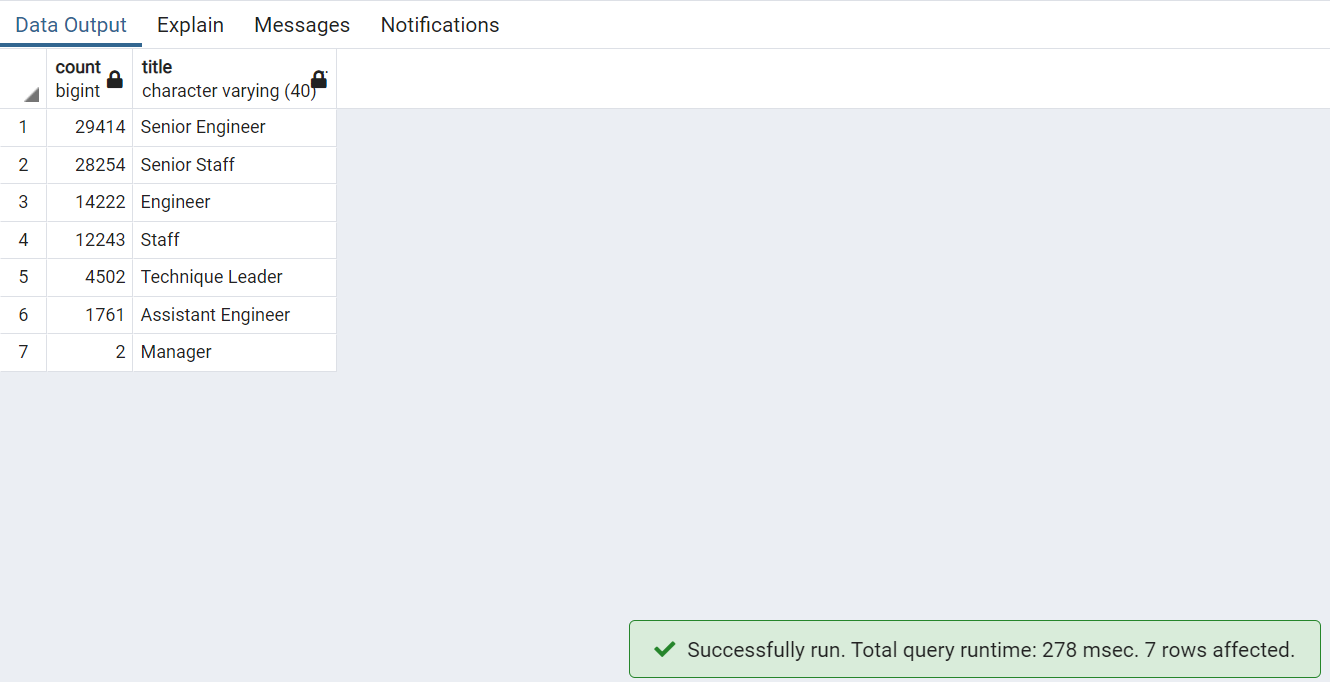 Data Output Explain Messages Notifications
count title
bigint character varying (40)
1 29414 Senior Engineer
2 28254 Senior Staff
3 14222 Engineer
4 12243 Staff
5 4502 Technique Leader
6 1761 Assistant Engineer
7 2 Manager
Successfully run. Total query runtime: 278 msec. 7 rows affected.